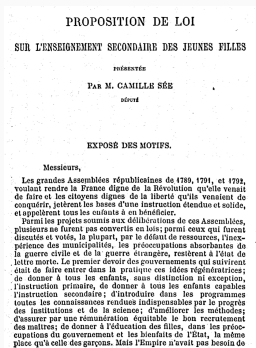 PROPOSITION DE LOI
SUR L'ENSEIGNEMENT SECONDAIRE DES JEUNES FILLES
PRÉSENTÉE
PAR M. CAMILLE SÉE
DÉPUTÉ
EXPOSÉ DES MOTIFS.
Messieurs,
Les grandes Assemblées républicaines de 1789, 1791, et 1792,
voulant rendre la France digne de la Révolution qu'elle venait
de faire et les citoyens dignes de la liberté qu'ils venaient de
conquérir, jetèrent les bases d'une instruction étendue et solide,
et appelèrent tous les enfants à en bénéficier.
Parmi les projets soumis aux délibérations de ces Assemblées,
plusieurs ne furent pas convertis en lois; parmi ceux qui furent
discutés et votés, la plupart, par le défaut de ressources, l'inex-
périence des municipalités, les préoccupations absorbantes de
la guerre civile et de la guerre étrangère, restèrent à l'état de
lettre morte. Le premier devoir des gouvernements qui suivirent
était de faire entrer dans la pratique ces idées régénératrices;
de donner à tous les enfants, sans distinction ni exception,
l'instruction primaire, de donner à tous les enfants capables
l'instruction secondaire; d'introduire dans les programmes
toutes les connaissances rendues indispensables par le progrès
des institutions et de la science; d'améliorer les méthodes;
d'assurer par une rémunération équitable le bon recrutement
des maîtres; de donner à l'éducation des filles, dans les préoc-
cupations du gouvernement et les bienfaits de l'État, la même
place qu'à celle des garçons. Mais l'Empire n'avait pas besoin de